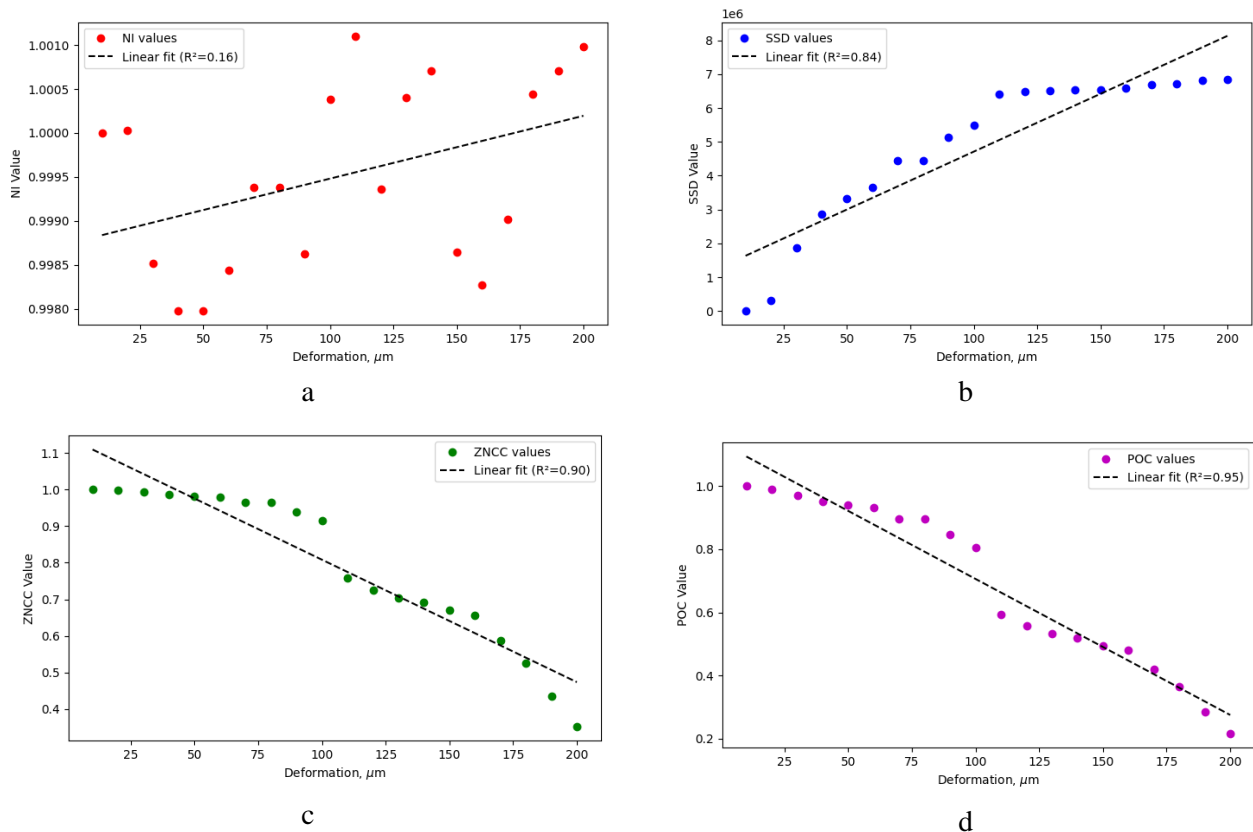 NI values
Linear fit (R²=0.16)
1.0010
1.0005
1.0000
0.9995
0.9990
0.9985
0.9980
NI Value
25 50 75 100 125 150 175 200
Deformation, μm
a
1e6
SSD values
Linear fit (R²=0.84)
8
7
6
5
4
3
2
1
0
SSD Value
25 50 75 100 125 150 175 200
Deformation, μm
b
ZNCC values
Linear fit (R²=0.90)
1.1
1.0
0.9
0.8
0.7
0.6
0.5
0.4
ZNCC Value
25 50 75 100 125 150 175 200
Deformation, μm
c
POC values
Linear fit (R²=0.95)
1.0
0.8
0.6
0.4
0.2
POC Value
25 50 75 100 125 150 175 200
Deformation, μm
d